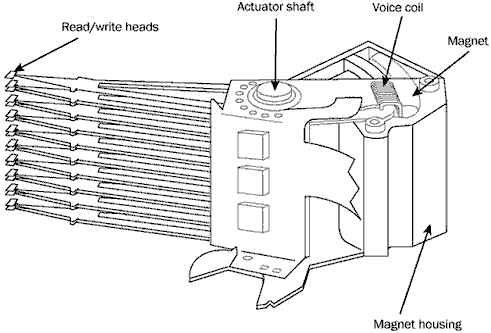 Actuator shaft
Voice coil
Read/write heads
Magnet
Magnet housing